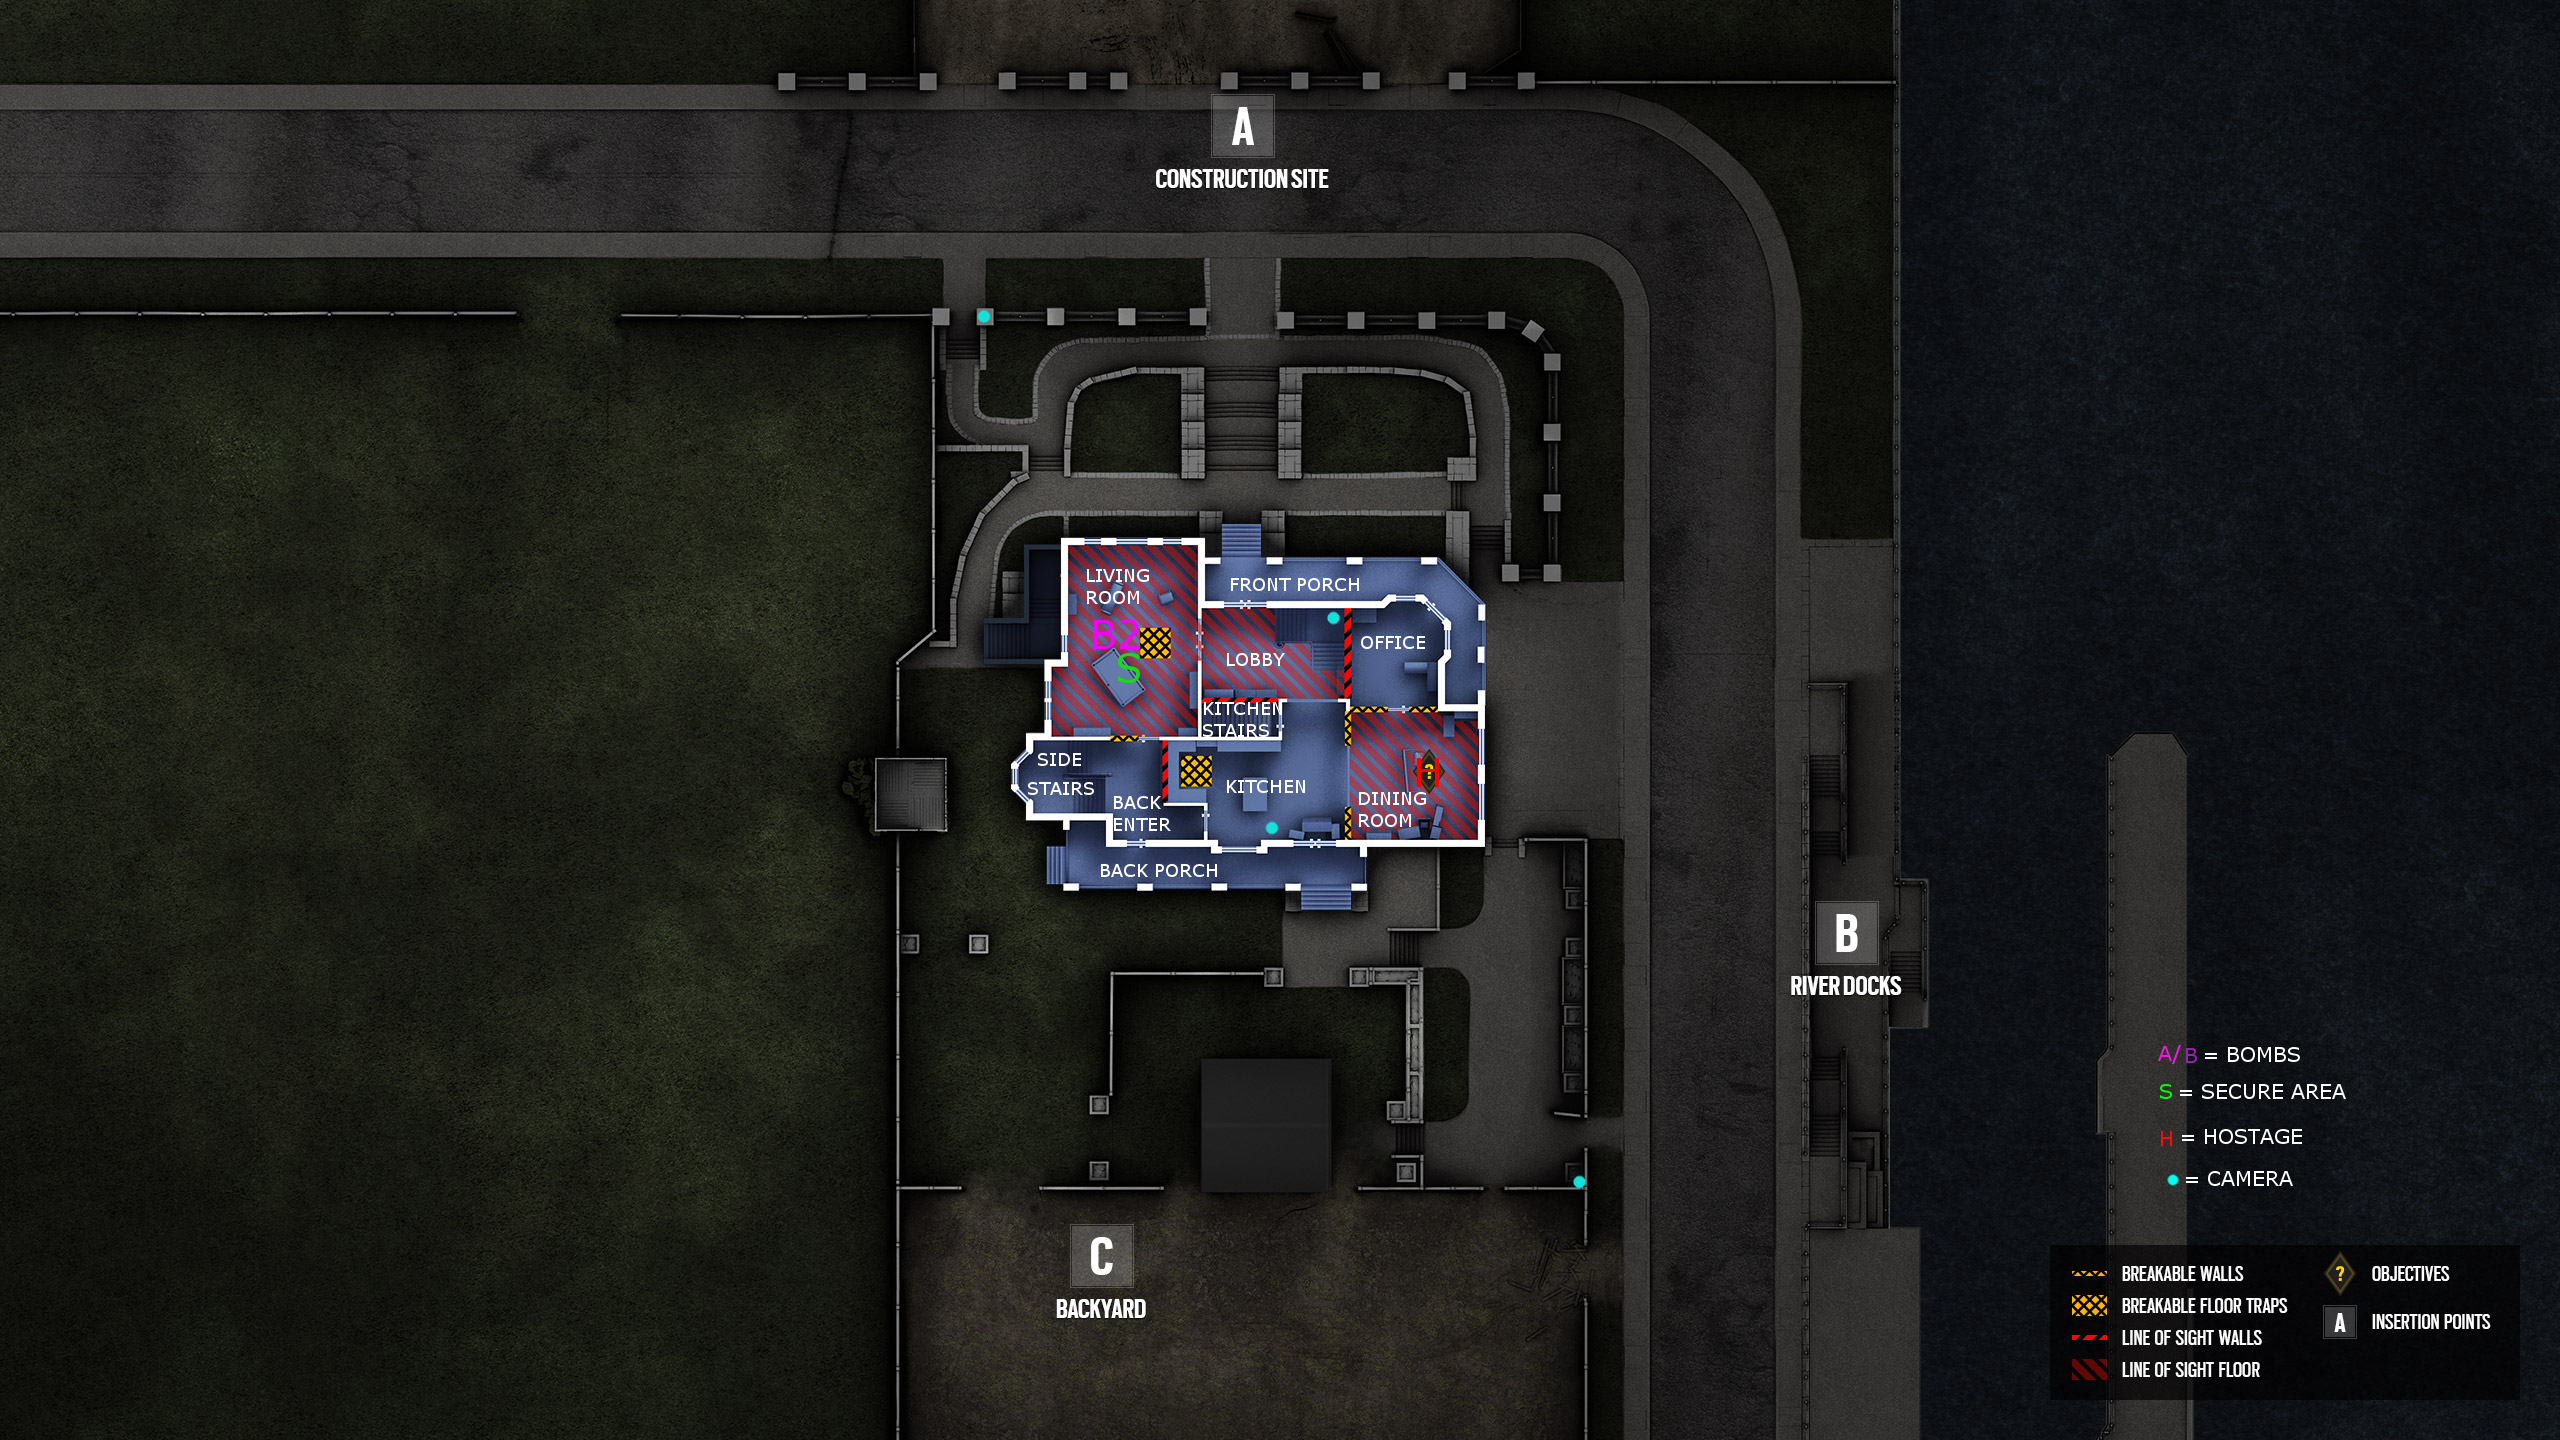 A
CONSTRUCTION SITE
LIVING
ROOM
FRONT PORCH
B2
S
LOBBY
OFFICE
KITCHEN
STAIRS
SIDE
STAIRS
BACK
ENTER
KITCHEN
H
?
DINING
ROOM
BACK PORCH
B
RIVER DOCKS
A/B = BOMBS
S = SECURE AREA
H = HOSTAGE
= CAMERA
C
BACKYARD
BREAKABLE WALLS
BREAKABLE FLOOR TRAPS
LINE OF SIGHT WALLS
LINE OF SIGHT FLOOR
? OBJECTIVES
A INSERTION POINTS